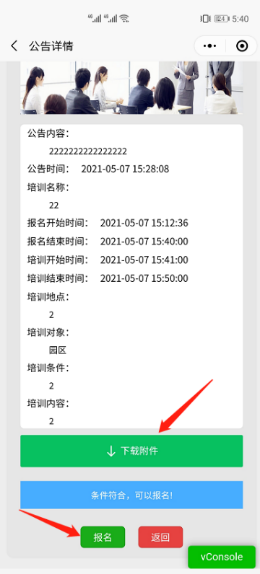 5:40
公告详情
公告内容：
2222222222222222
公告时间： 2021-05-07 15:28:08
培训名称：
22
报名开始时间： 2021-05-07 15:12:36
报名结束时间： 2021-05-07 15:40:00
培训开始时间： 2021-05-07 15:41:00
培训结束时间： 2021-05-07 15:50:00
培训地点：
2
培训对象：
园区
培训条件：
2
培训内容：
2
下载附件
条件符合，可以报名!
报名 返回
vConsole